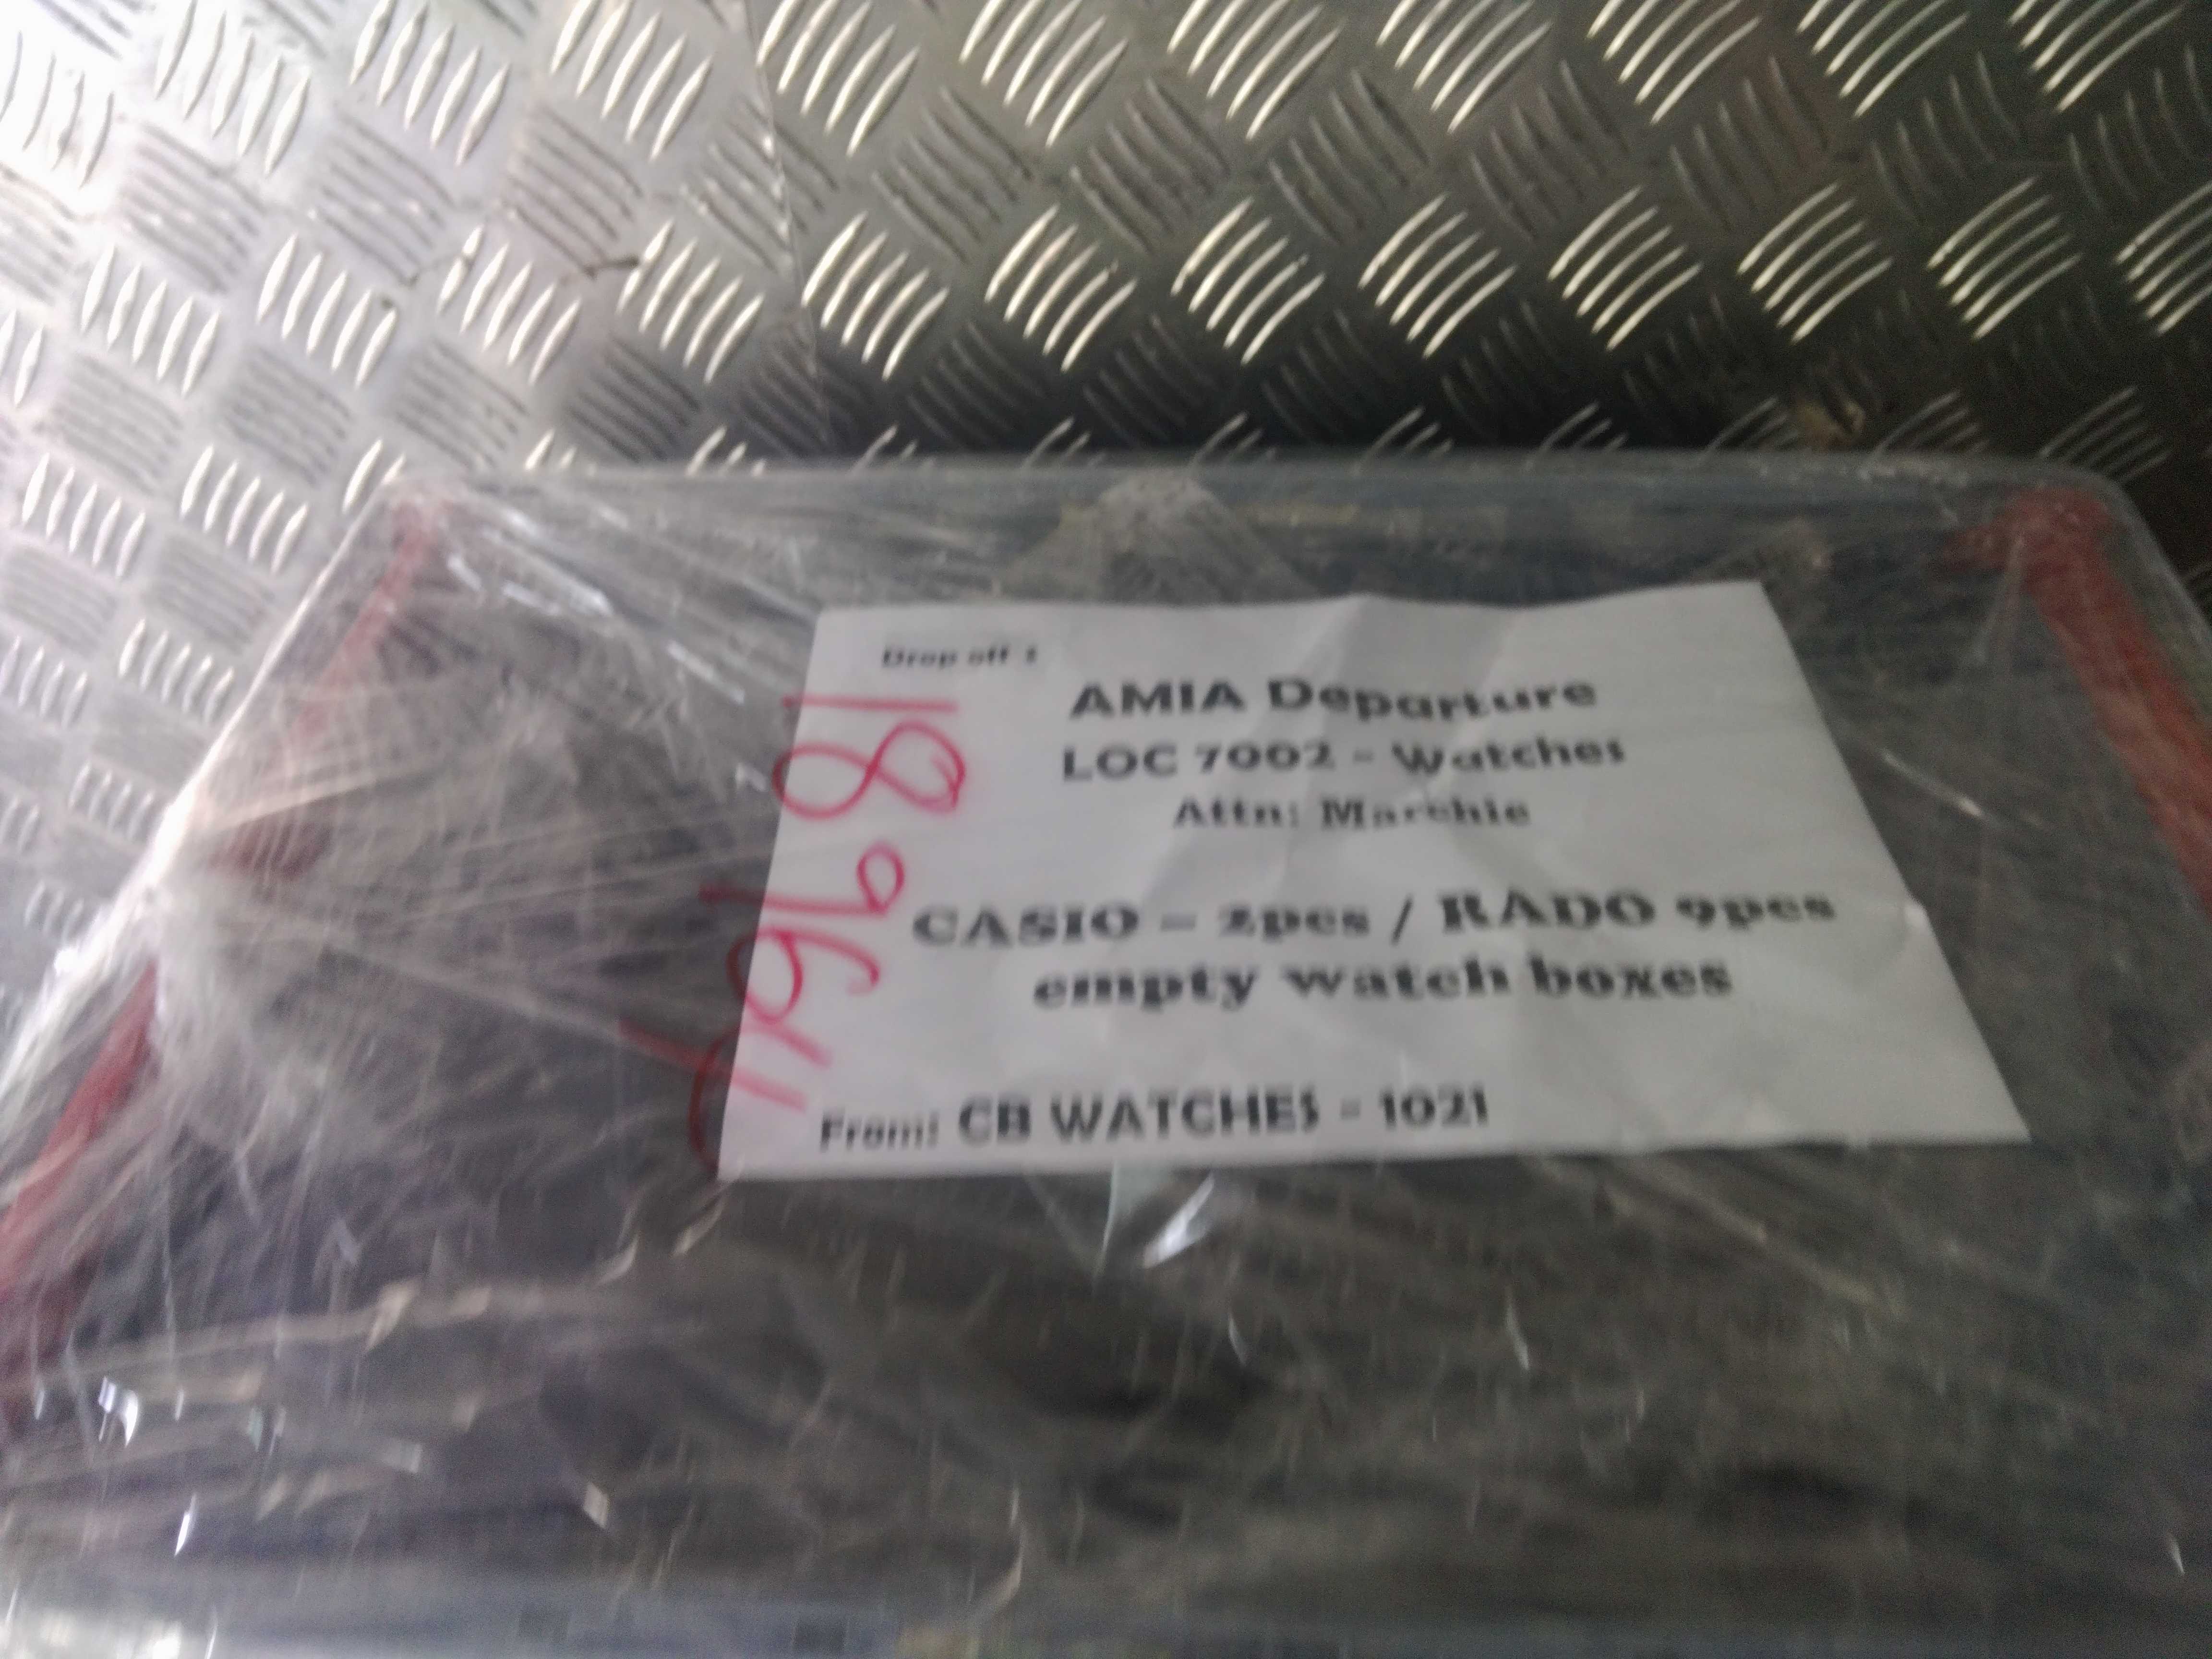 Drop off :
AMIA Departure
LOC 7002 - Watches
Attn: Marchie
CASIO - 2pcs / RADO 9pcs
empty watch boxes
From: CB WATCHES - 1021
18964